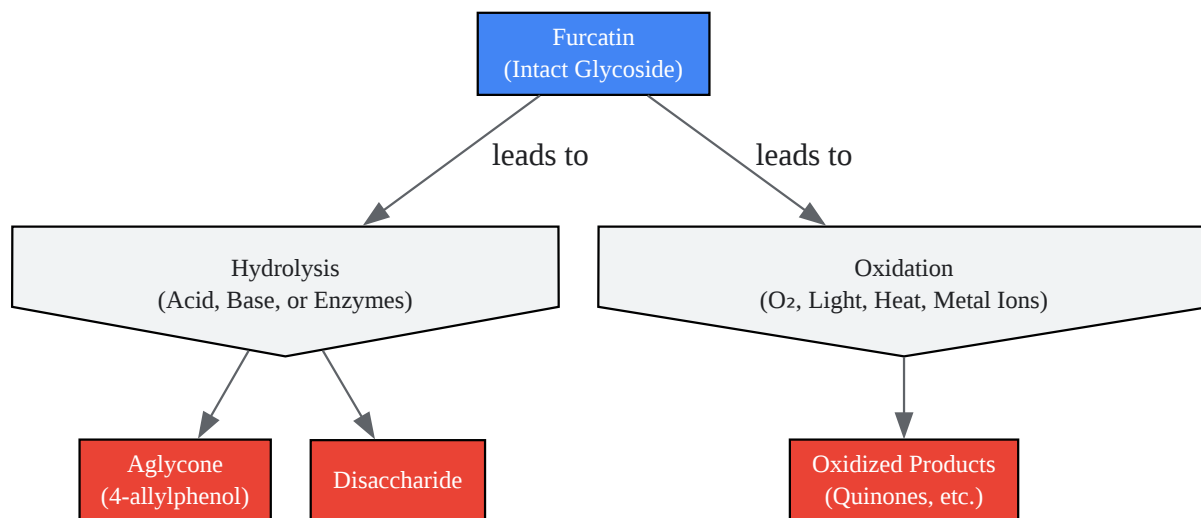 Furcatin
(Intact Glycoside)
leads to
leads to
Hydrolysis
(Acid, Base, or Enzymes)
Oxidation
(O₂, Light, Heat, Metal Ions)
Aglycone
(4-allylphenol)
Disaccharide
Oxidized Products
(Quinones, etc.)